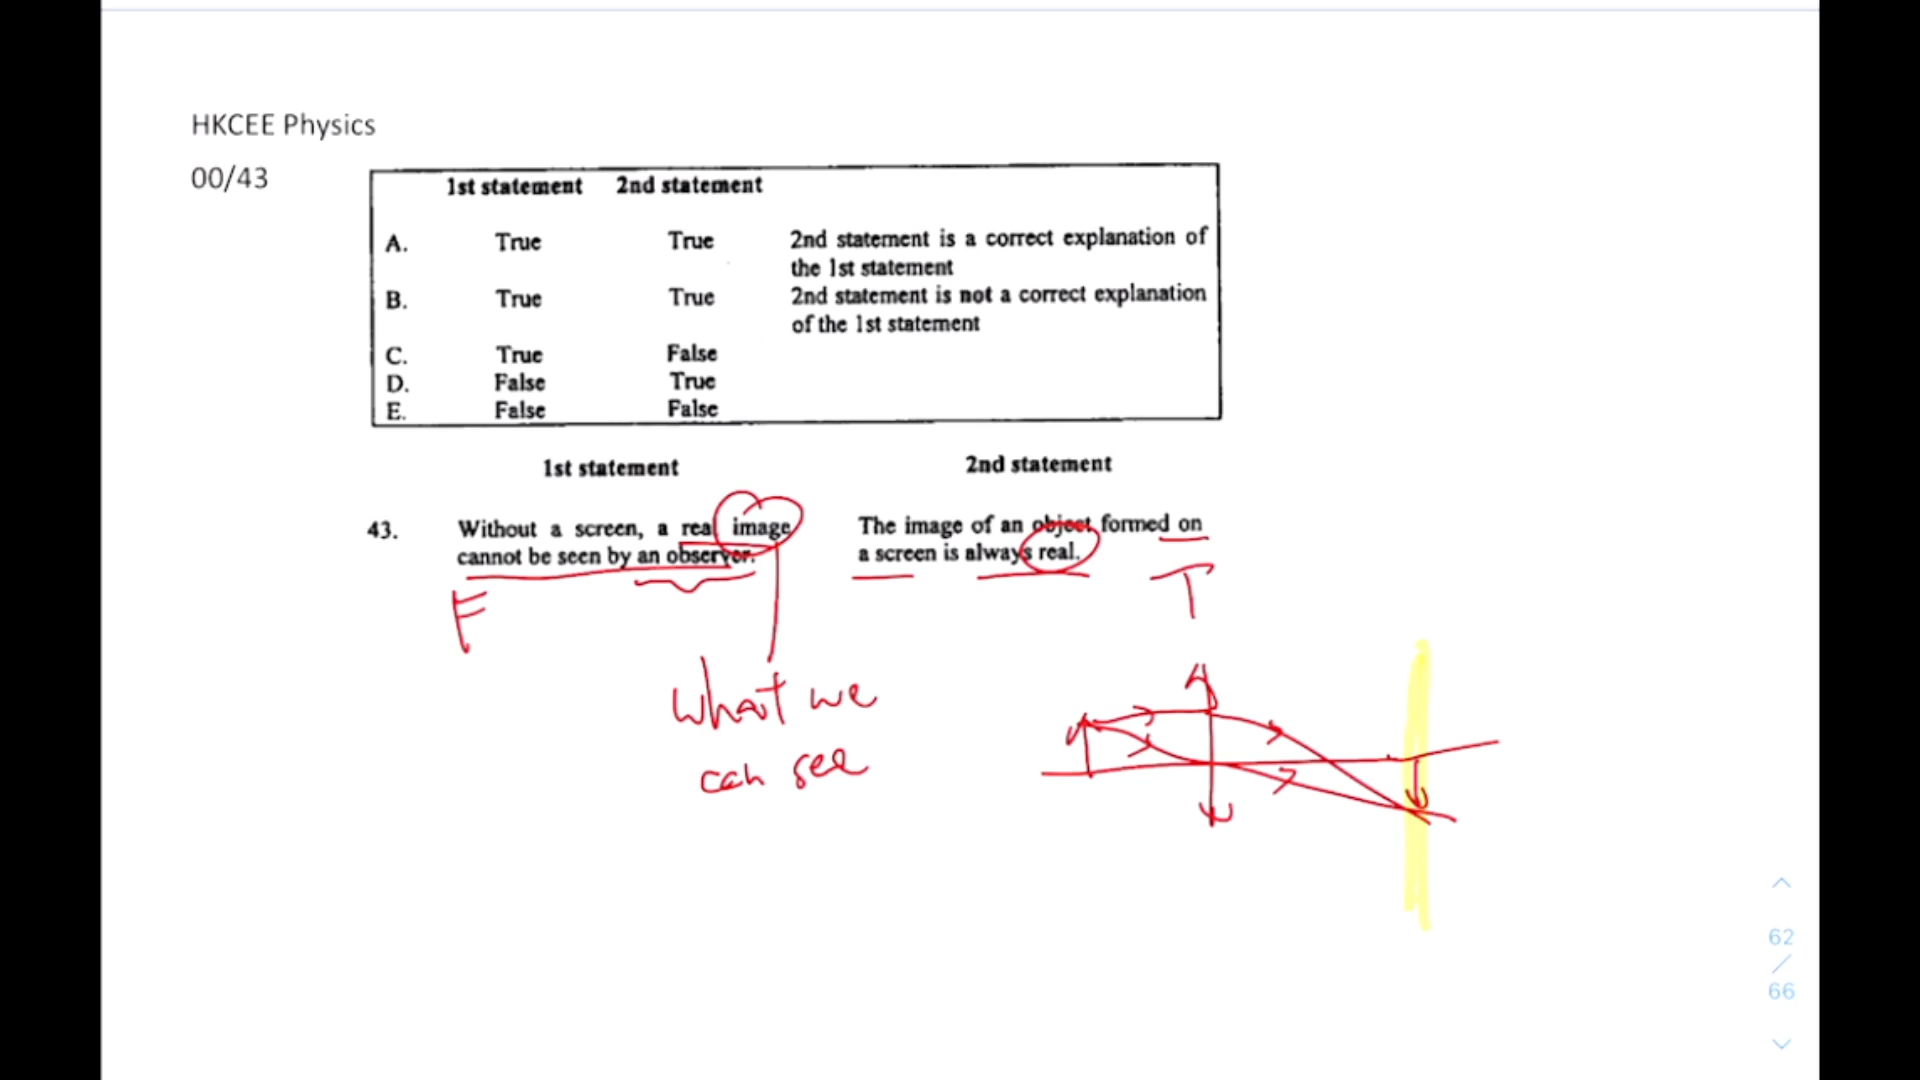 HKCEE Physics
00/43
1st statement 2nd statement
A. True True 2nd statement is a correct explanation of
the 1st statement
B. True True 2nd statement is not a correct explanation
of the 1st statement
C. True False
D. False True
E. False False
1st statement 2nd statement
43. Without a screen, a real image The image of an object formed on
cannot be seen by an observer. a screen is always real.
F T
what we
can see
62
/
66